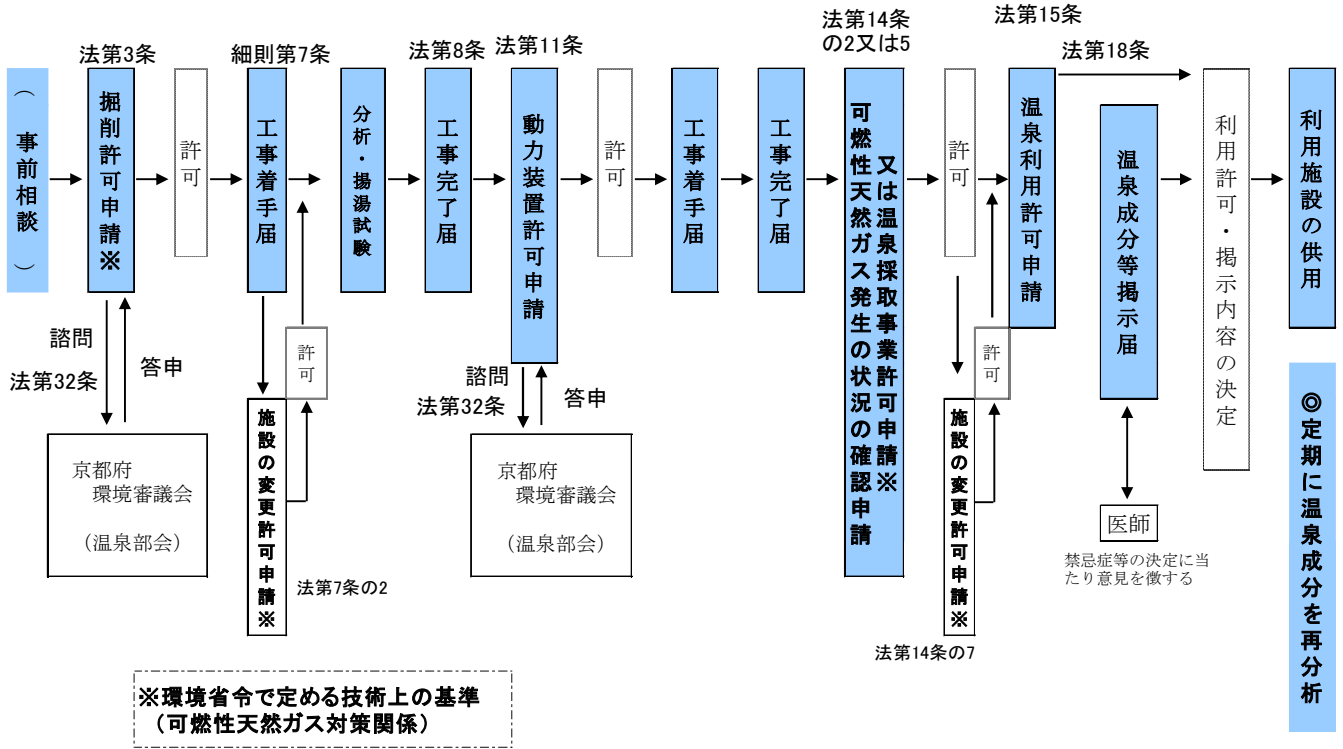 （事前相談）
法第3条
掘削許可申請※
諮問
法第32条
答申
京都府
環境審議会
（温泉部会）
許可
細則第7条
工事着手届
施設の変更許可申請※
法第7条の2
許可
分析・揚湯試験
法第8条
工事完了届
法第11条
動力装置許可申請
諮問
法第32条
答申
京都府
環境審議会
（温泉部会）
許可
工事着手届
工事完了届
法第14条
の2又は5
可燃性天然ガス発生の状況の確認申請
又は温泉採取事業許可申請※
許可
施設の変更許可申請※
法第14条の7
許可
法第15条
温泉利用許可申請
法第18条
温泉成分等掲示届
医師
禁忌症等の決定に当
たり意見を徴する
利用許可・掲示内容の決定
利用施設の供用
◎定期に温泉成分を再分析
※環境省令で定める技術上の基準
（可燃性天然ガス対策関係）